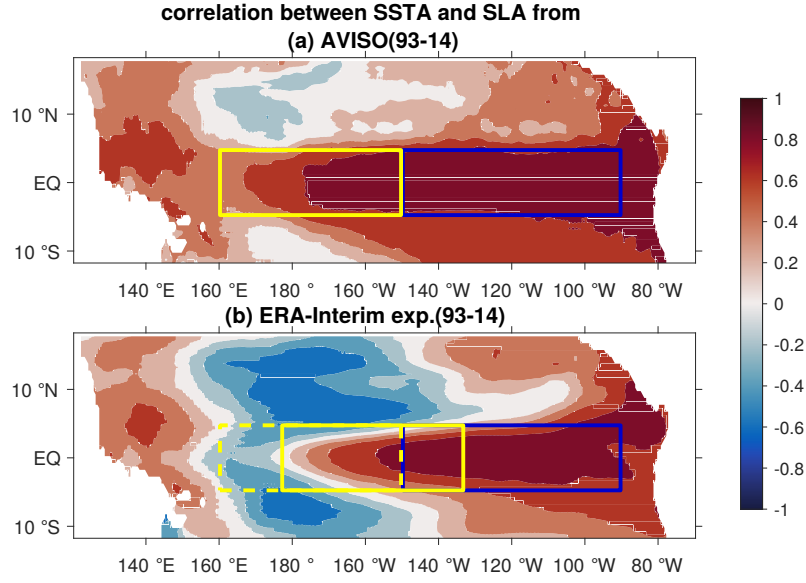 correlation between SSTA and SLA from
(a) AVISO(93-14)
10 °N
EQ
10 °S
140 °E 160 °E 180 ° 160 °W 140 °W 120 °W 100 °W 80 °W
(b) ERA-Interim exp.(93-14)
10 °N
EQ
10 °S
140 °E 160 °E 180 ° 160 °W 140 °W 120 °W 100 °W 80 °W
1
0.8
0.6
0.4
0.2
0
-0.2
-0.4
-0.6
-0.8
-1